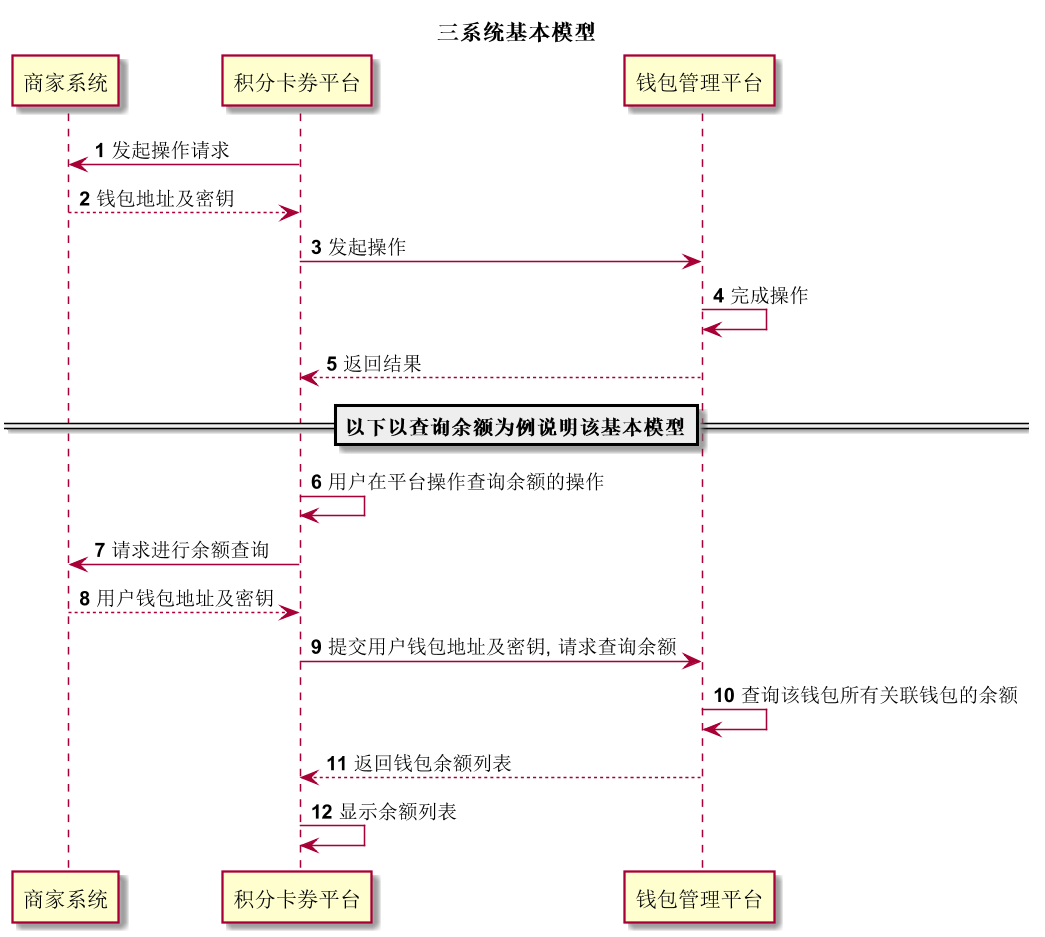 三系统基本模型
商家系统
积分卡券平台
钱包管理平台
1 发起操作请求
2 钱包地址及密钥
3 发起操作
4 完成操作
5 返回结果
以下以查询余额为例说明该基本模型
6 用户在平台操作查询余额的操作
7 请求进行余额查询
8 用户钱包地址及密钥
9 提交用户钱包地址及密钥, 请求查询余额
10 查询该钱包所有关联钱包的余额
11 返回钱包余额列表
12 显示余额列表
商家系统
积分卡券平台
钱包管理平台